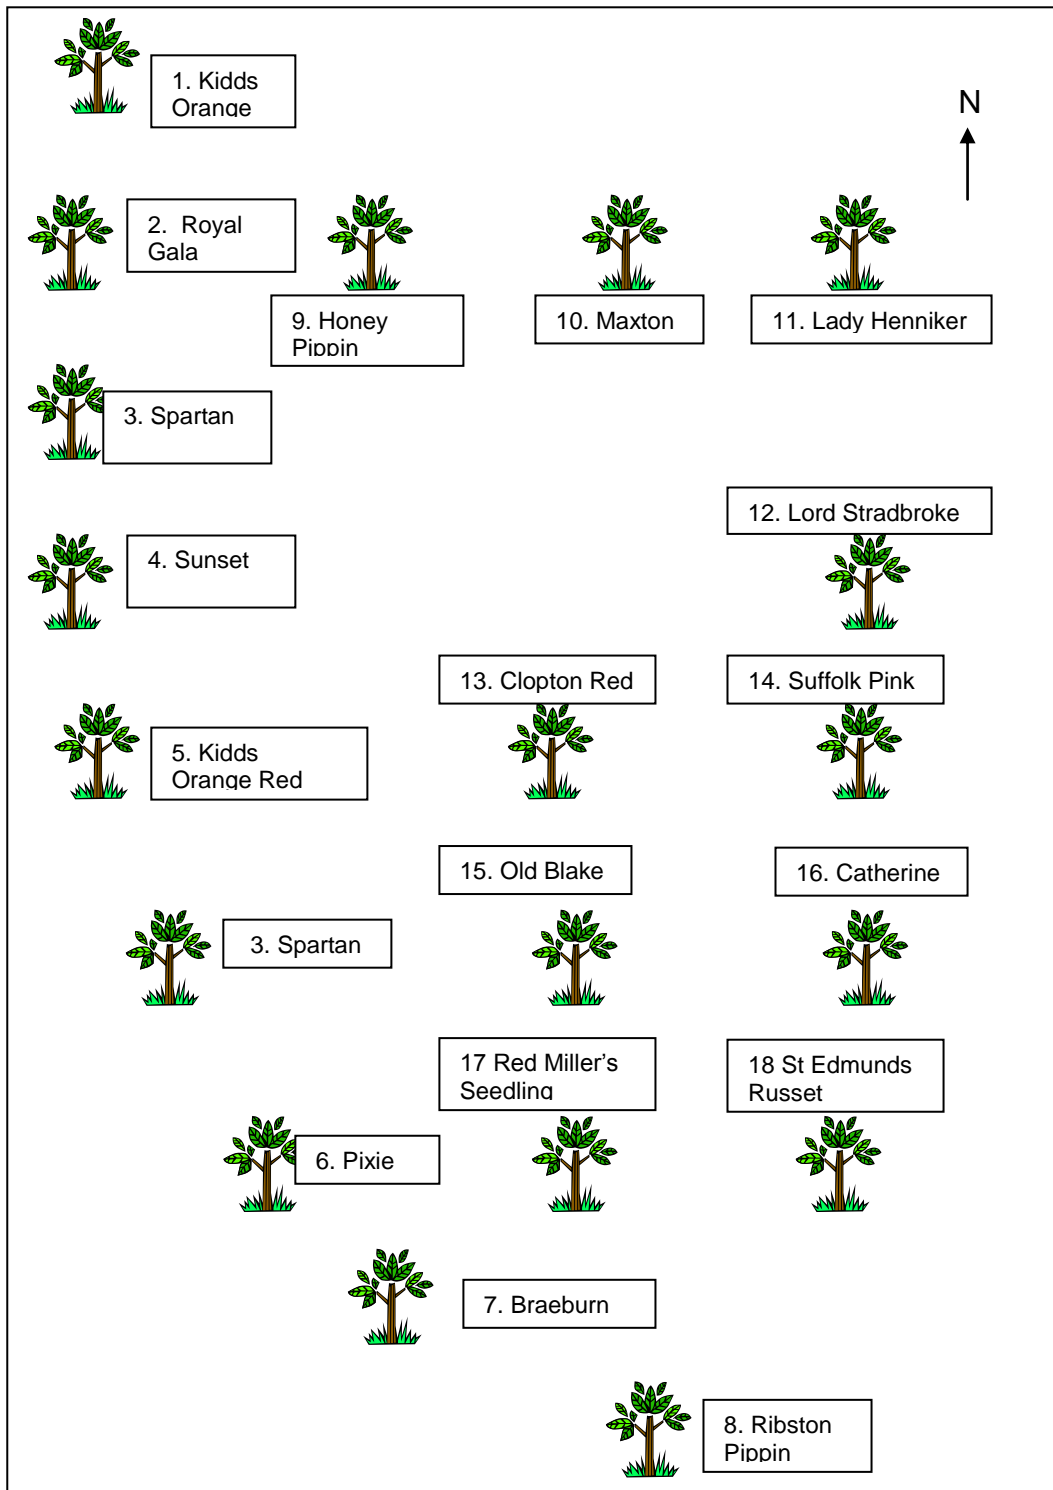 1. Kidds
Orange
N
2. Royal
Gala
9. Honey
Pippin
10. Maxton
11. Lady Henniker
3. Spartan
12. Lord Stradbroke
4. Sunset
13. Clopton Red
14. Suffolk Pink
5. Kidds
Orange Red
15. Old Blake
16. Catherine
3. Spartan
17 Red Miller’s
Seedling
18 St Edmunds
Russet
6. Pixie
7. Braeburn
8. Ribston
Pippin